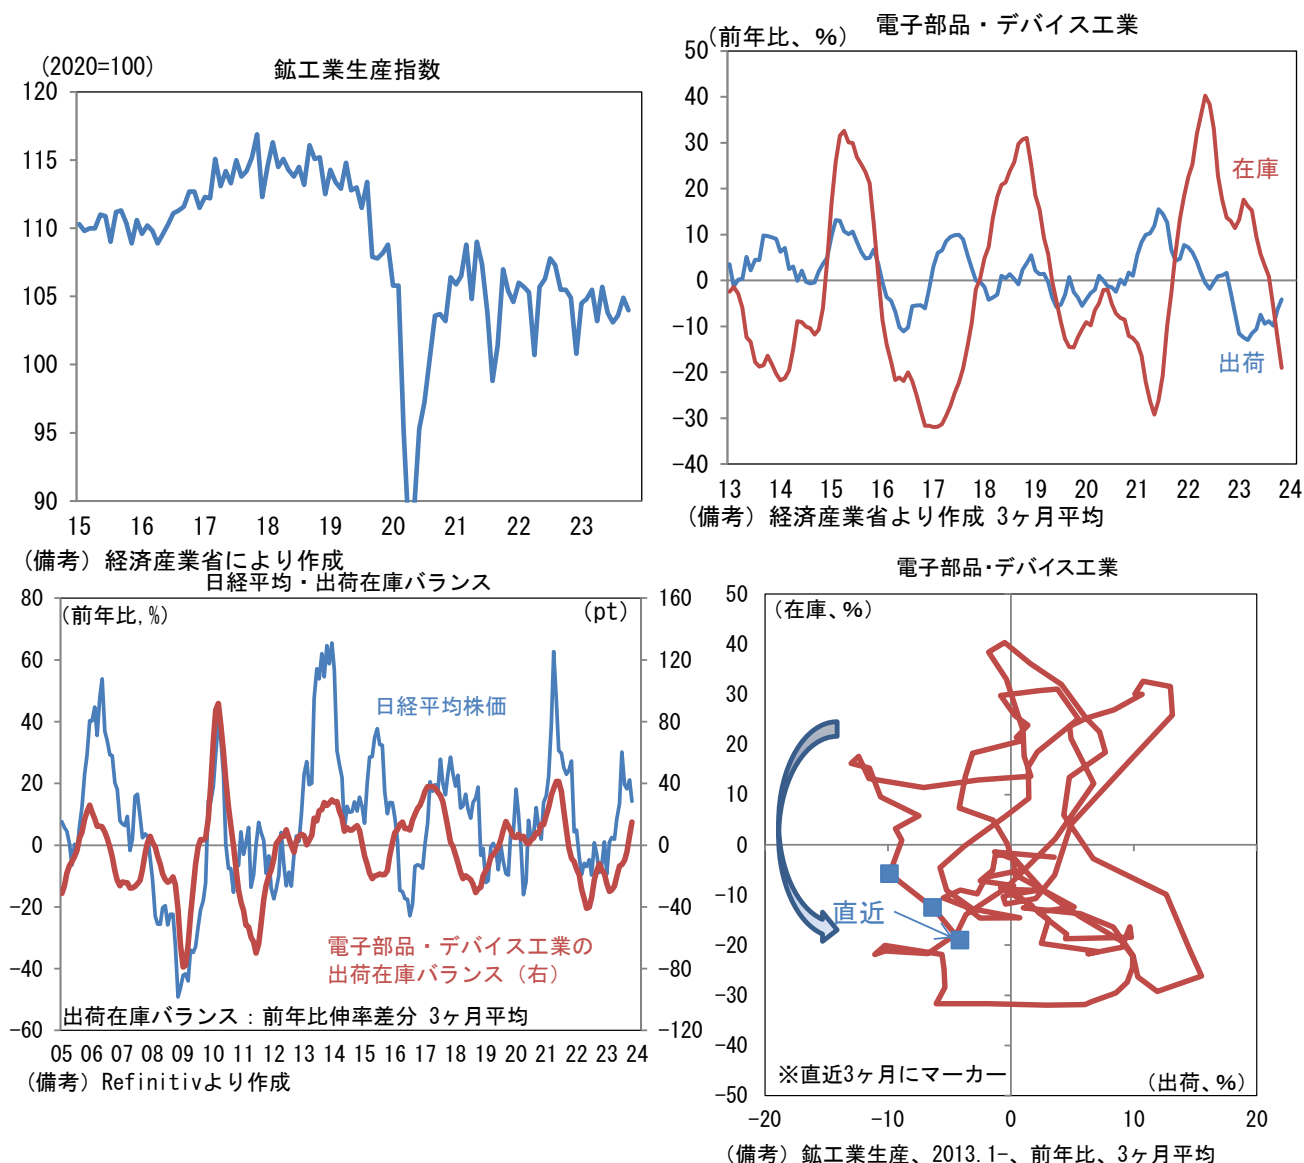 (2020=100)
鉱工業生産指数
120
115
110
105
100
95
90
15 16 17 18 19 20 21 22 23
(備考) 経済産業省により作成
電子部品・デバイス工業
(前年比、%)
50
40
30
20
10
0
-10
-20
-30
-40
在庫
出荷
13 14 15 16 17 18 19 20 21 22 23 24
(備考) 経済産業省より作成 3ヶ月平均
日経平均・出荷在庫バランス
(前年比,%)
(pt)
80
60
40
20
0
-20
-40
-60
160
120
80
40
0
-40
-80
-120
日経平均株価
電子部品・デバイス工業の
出荷在庫バランス (右)
出荷在庫バランス:前年比伸率差分 3ヶ月平均
05 06 07 08 09 10 11 12 13 14 15 16 17 18 19 20 21 22 23 24
(備考) Refinitivより作成
電子部品・デバイス工業
(在庫、%)
50
40
30
20
10
0
-10
-20
-30
-40
-50
直近
※直近3ヶ月にマーカー
(出荷、%)
-20 -10 0 10 20
(備考) 鉱工業生産、2013.1-、前年比、3ヶ月平均